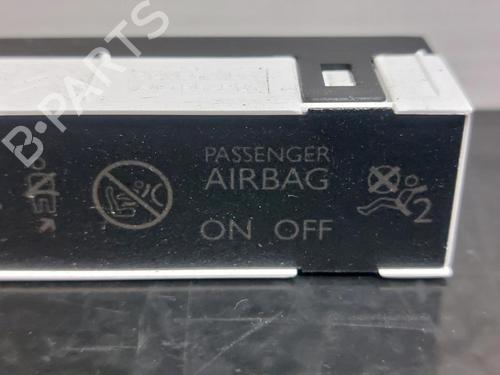 B-PARTS
PASSENGER
AIRBAG
ON OFF
2